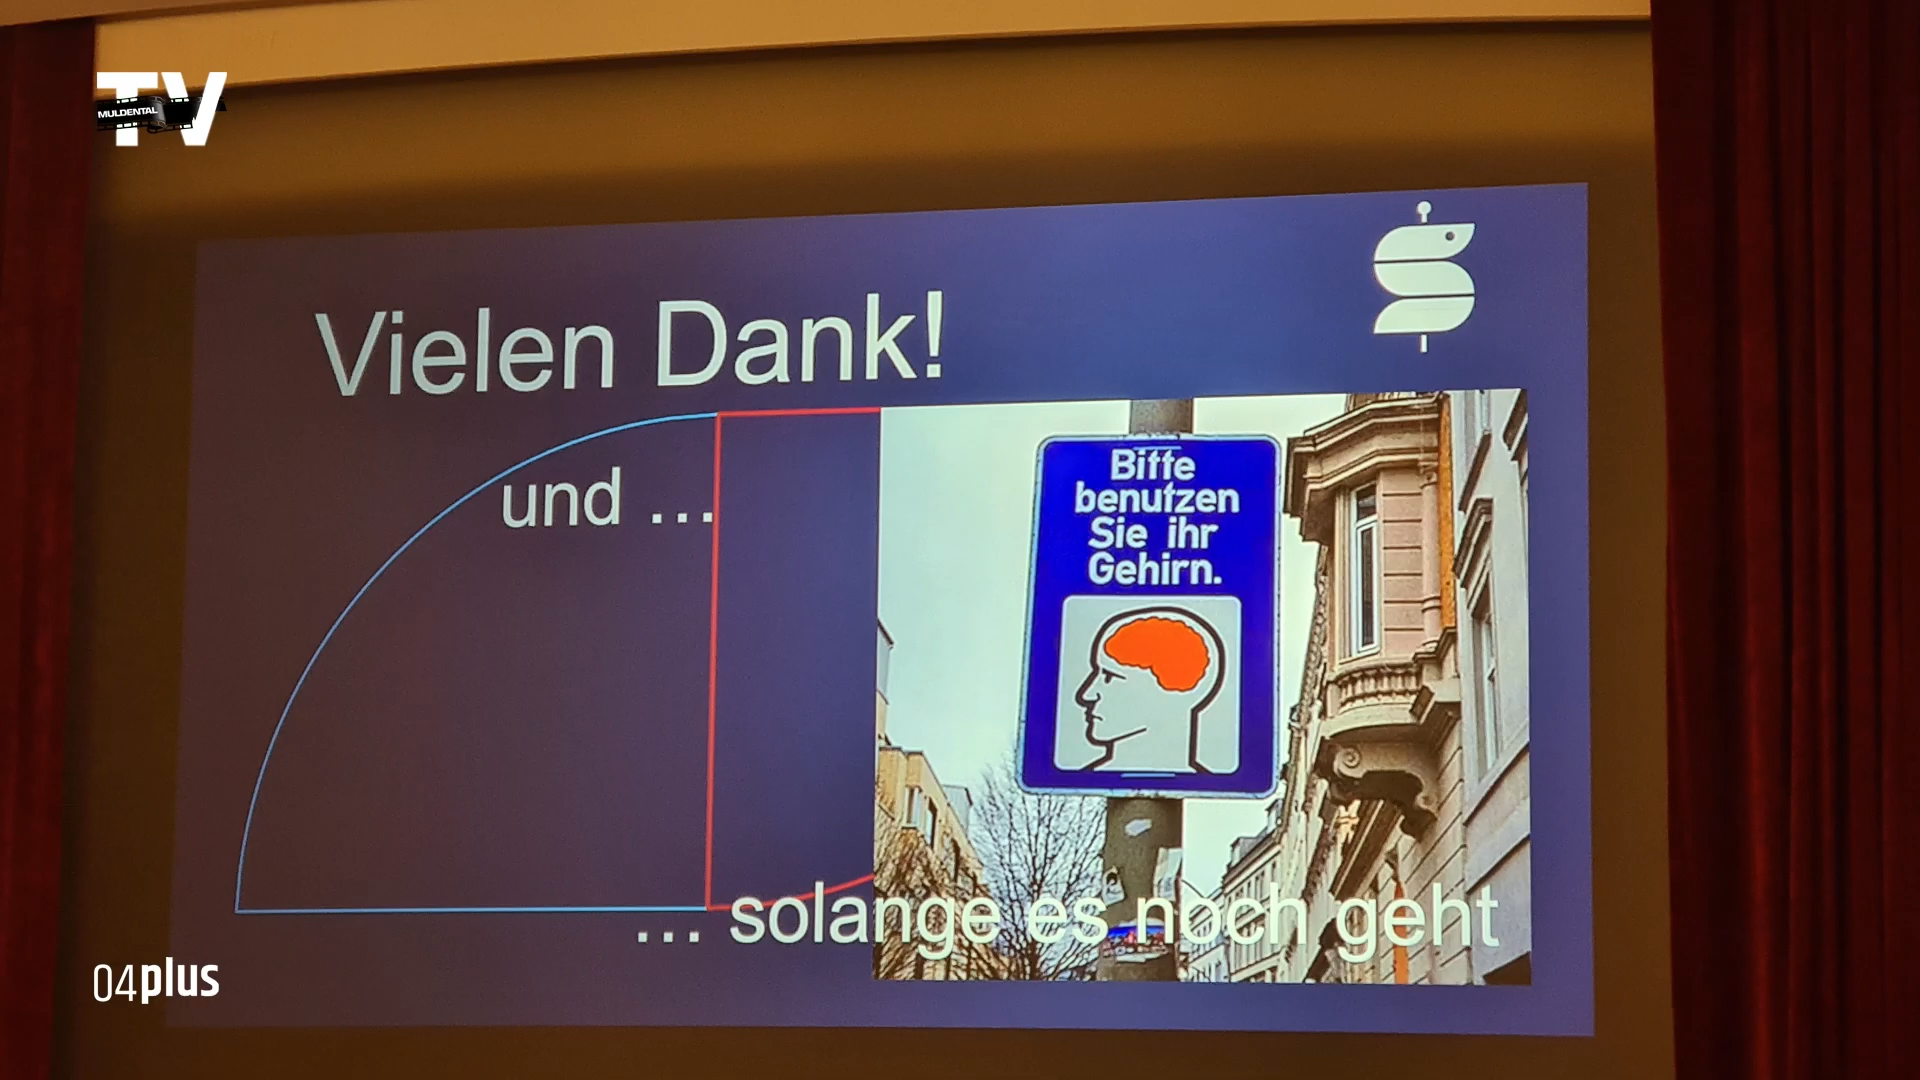 TV
MULDENTAL
Vielen Dank!
und ...
Bitte
benutzen
Sie ihr
Gehirn.
... solange es noch geht
04plus